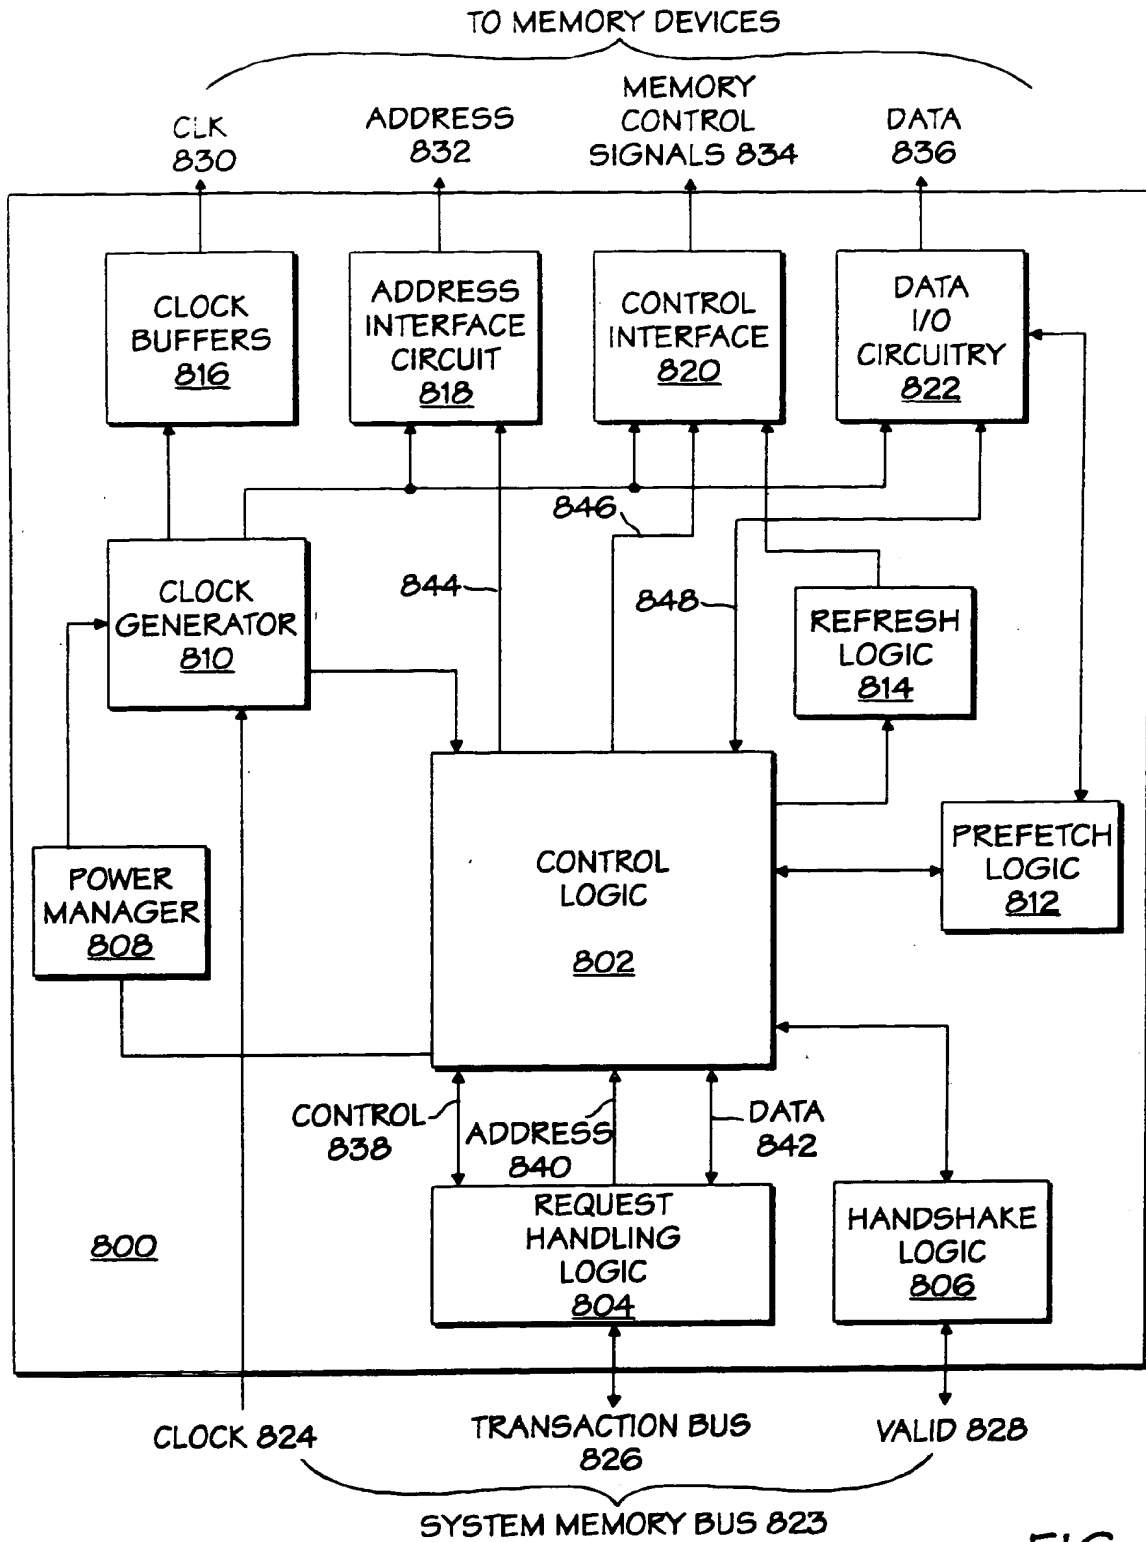 TO MEMORY DEVICES
CLK
830
ADDRESS
832
MEMORY
CONTROL
SIGNALS 834
DATA
836
CLOCK
BUFFERS
816
ADDRESS
INTERFACE
CIRCUIT
818
CONTROL
INTERFACE
820
DATA
I/O
CIRCUITRY
822
846
CLOCK
GENERATOR
810
844
848
REFRESH
LOGIC
814
POWER
MANAGER
808
CONTROL
LOGIC
802
PREFETCH
LOGIC
812
CONTROL
838
ADDRESS
840
DATA
842
800
REQUEST
HANDLING
LOGIC
804
HANDSHAKE
LOGIC
806
CLOCK 824
TRANSACTION BUS
826
VALID 828
SYSTEM MEMORY BUS 823